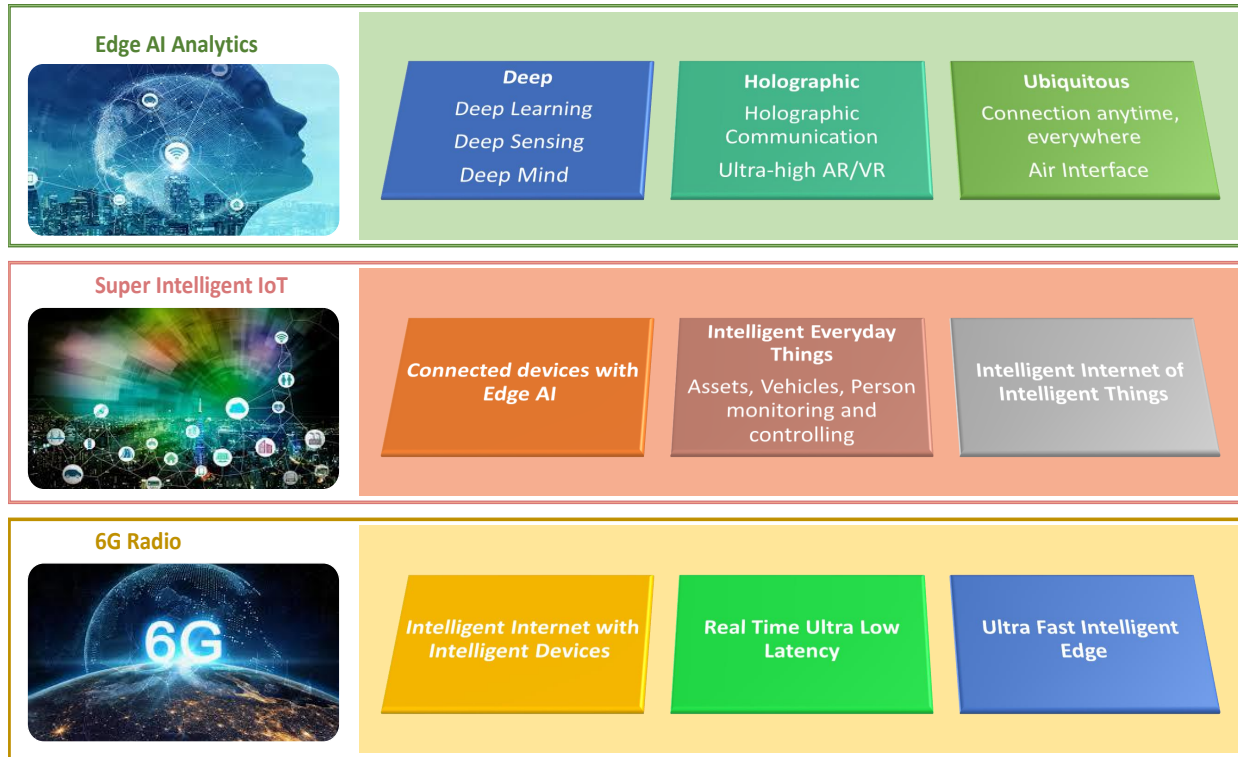 Edge AI Analytics
Deep
Deep Learning
Deep Sensing
Deep Mind
Holographic
Holographic
Communication
Ultra-high AR/VR
Ubiquitous
Connection anytime,
everywhere
Air Interface
Super Intelligent IoT
Connected devices with
Edge AI
Intelligent Everyday
Things
Assets, Vehicles, Person
monitoring and
controlling
Intelligent Internet of
Intelligent Things
6G Radio
6G
Intelligent Internet with
Intelligent Devices
Real Time Ultra Low
Latency
Ultra Fast Intelligent
Edge